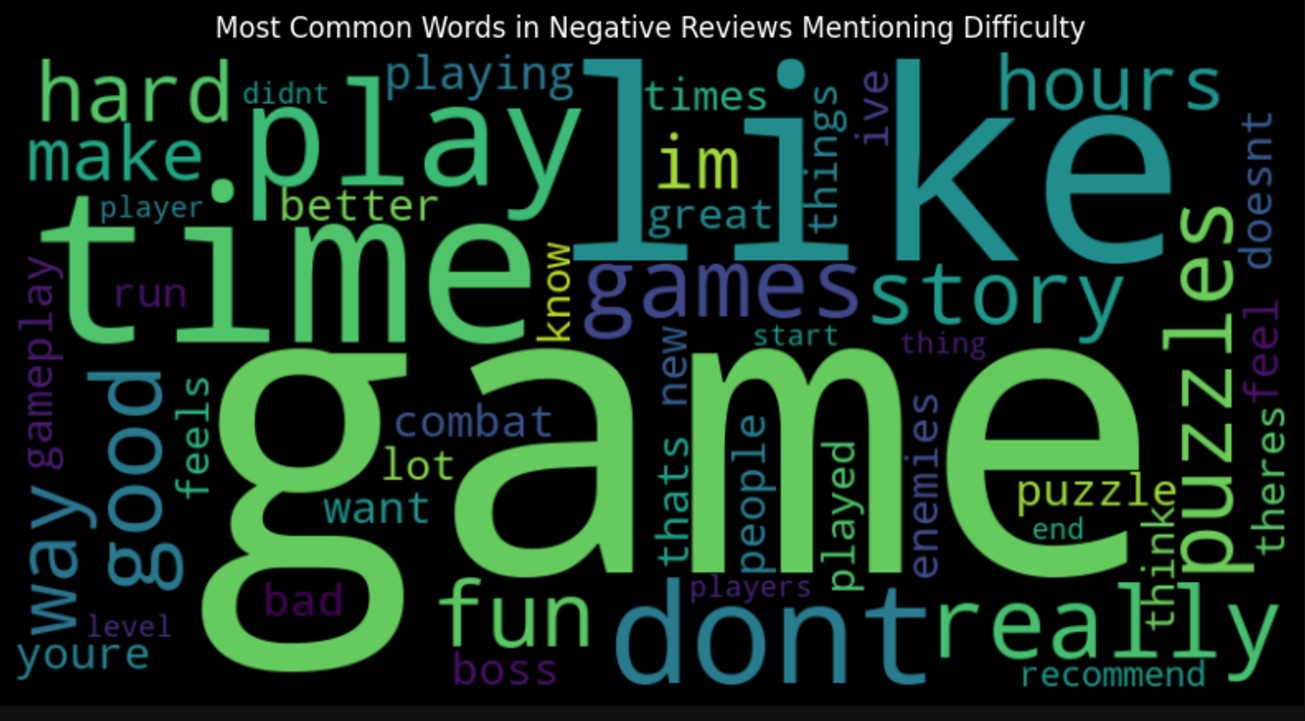 Most Common Words in Negative Reviews Mentioning Difficulty
hard
didnt
playing
like
times
things
ive
hours
make
play
im
doesnt
player
better
great
time
know
games
story
puzzles
gameplay
run
new
start
thing
feel
good
feels
game
combat
lot
want
thats
people
played
enemies
puzzle
end
theres
think
way
bad
level
youre
fun
boss
players
dont
really
recommend